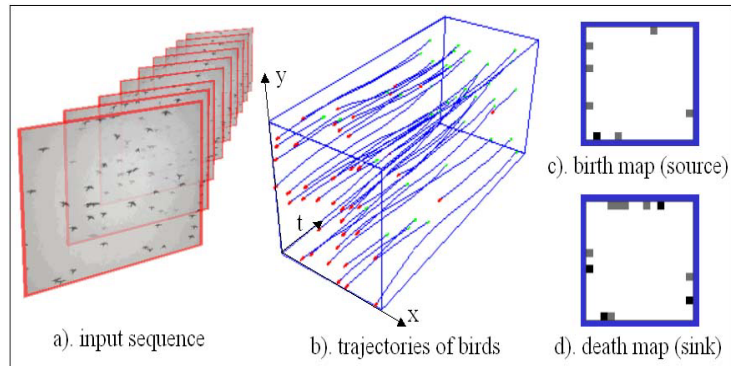 y
t
x
a). input sequence
b). trajectories of birds
c). birth map (source)
d). death map (sink)